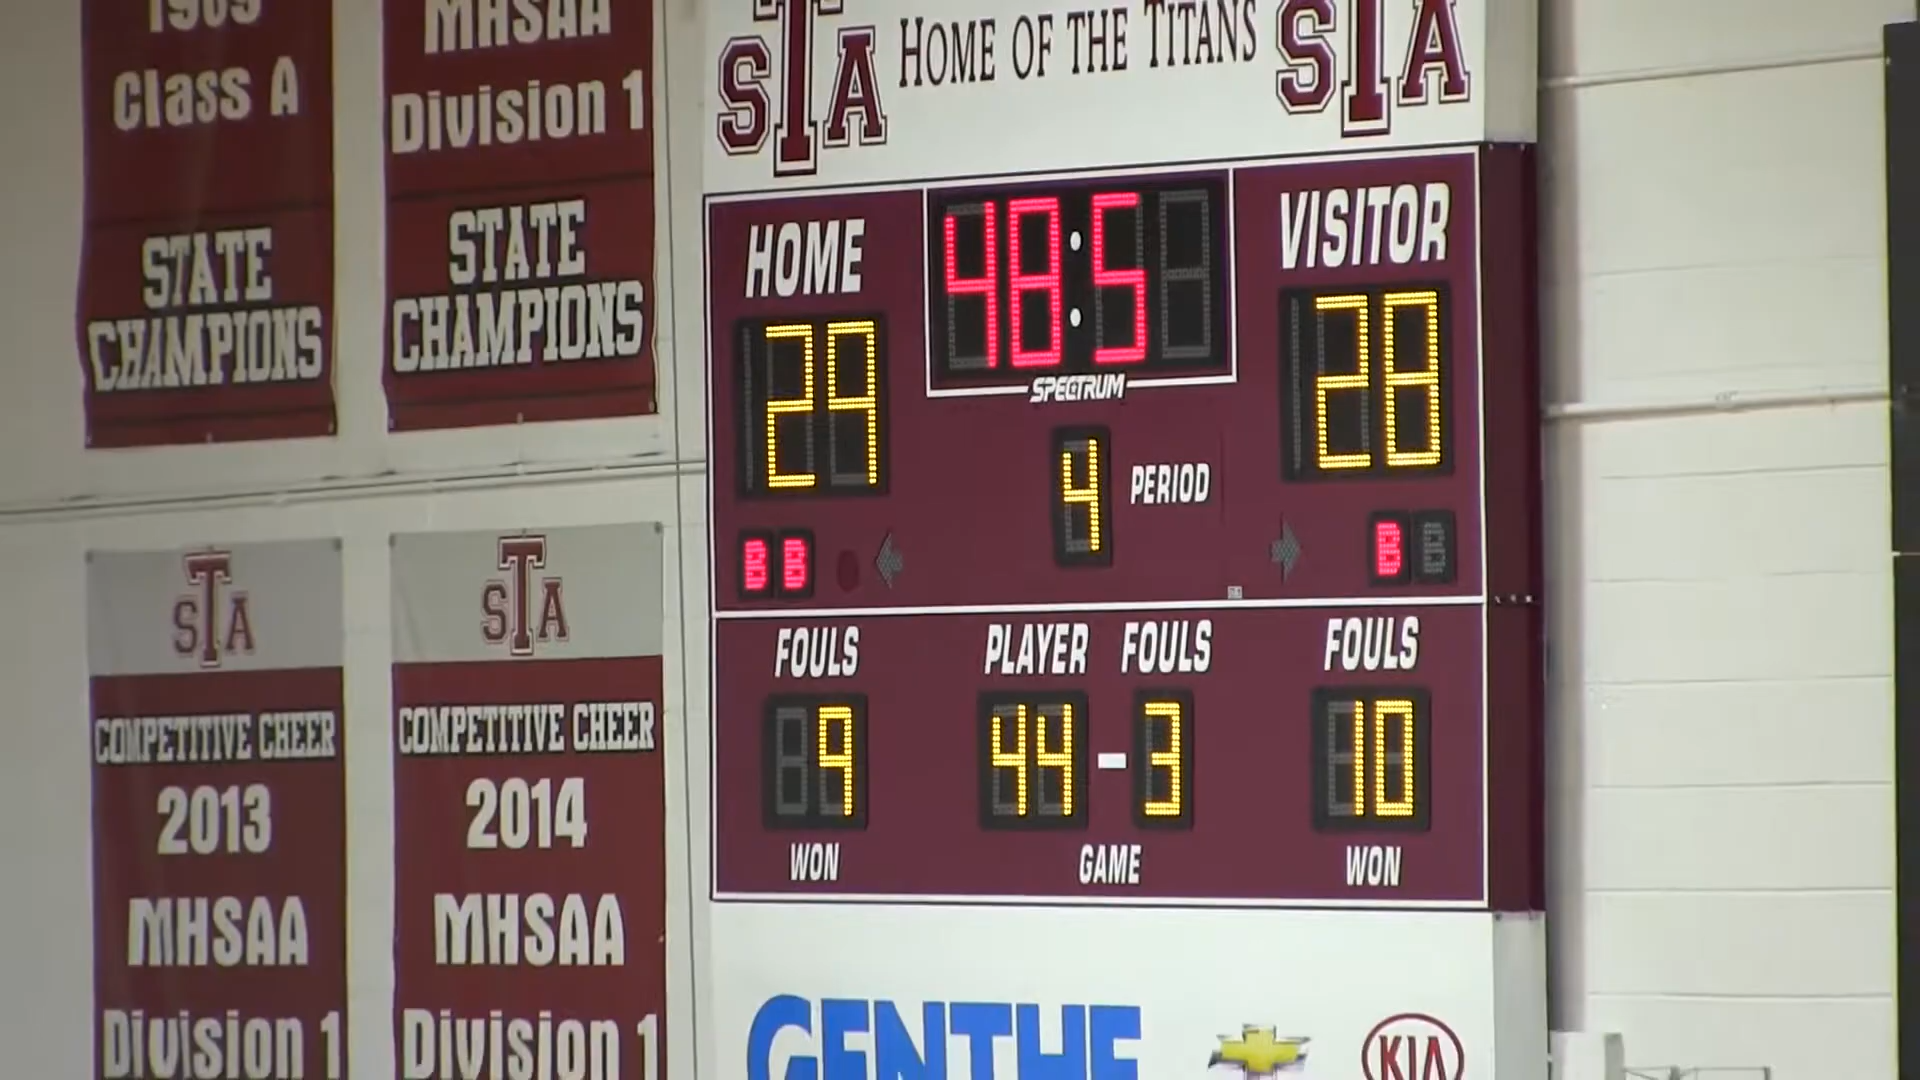 1989
Class A
STATE
CHAMPIONS
MHSAA
Division 1
STATE
CHAMPIONS
STA
HOME OF THE TITANS
STA
HOME
48:5
VISITOR
29
28
SPECTRUM
4
PERIOD
B B
B B
FOULS
PLAYER
FOULS
FOULS
9
44-3
10
WON
GAME
WON
STA
COMPETITIVE CHEER
2013
MHSAA
Division 1
STA
COMPETITIVE CHEER
2014
MHSAA
Division 1
GENTHE
KIA